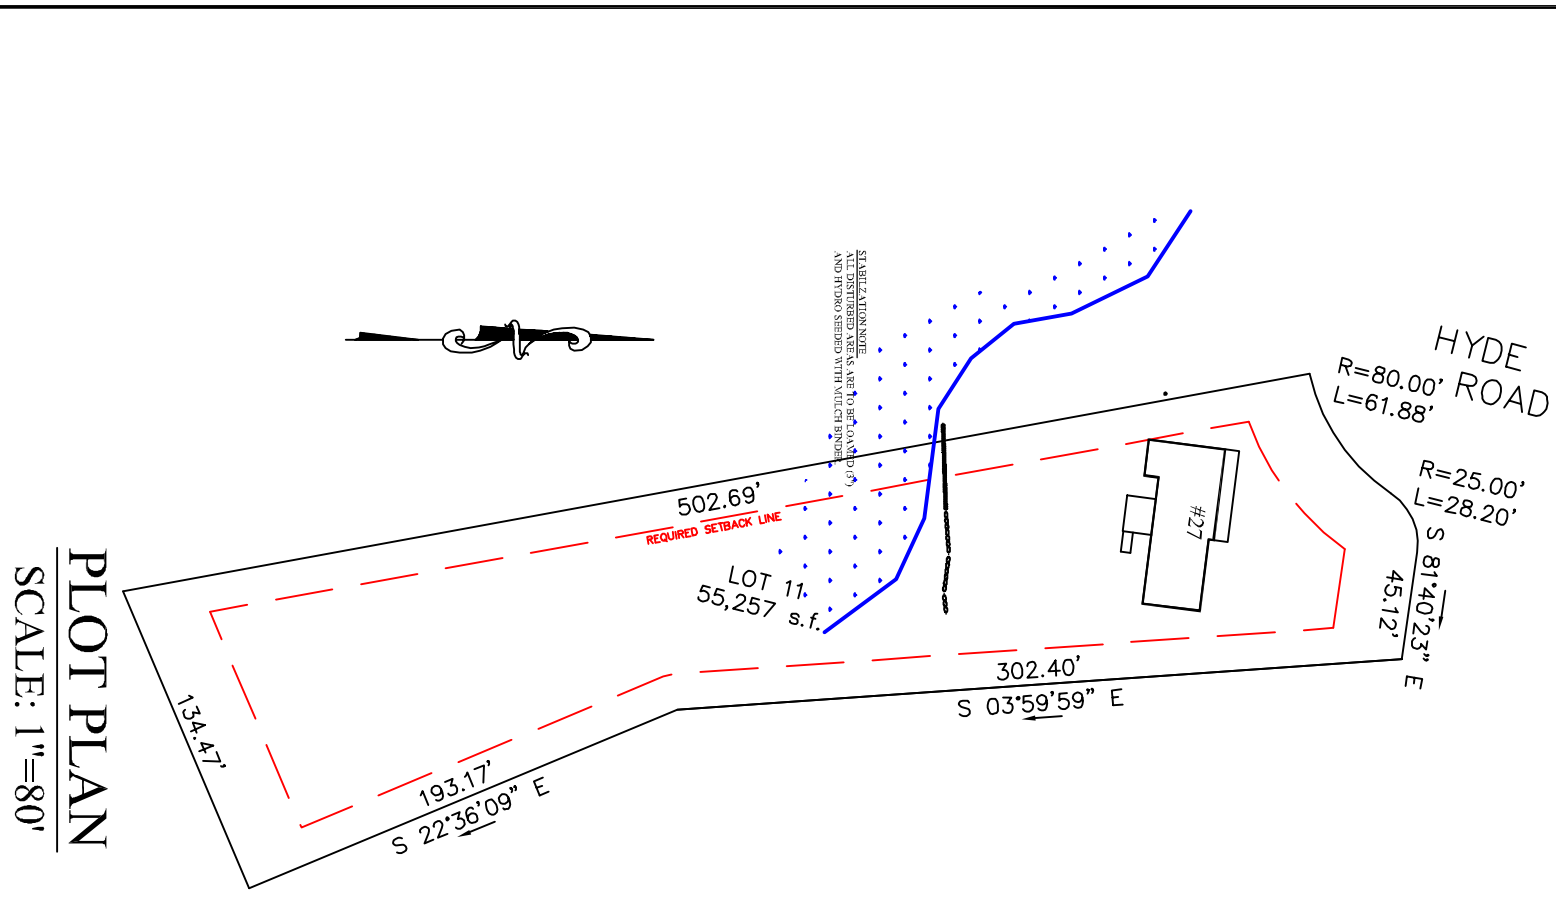 HYDE
ROAD
R=80.00'
L=61.88'
R=25.00'
L=28.20'
S 81°40'23" E
45.12'
#27
STABILZATION NOTE
ALL DISTURBED AREAS ARE TO BE LOAMED (3")
AND HYDRO SEEDED WITH MULCH BINDER.
502.69'
REQUIRED SETBACK LINE
LOT 11
55,257 s.f.
302.40'
S 03°59'59" E
193.17'
S 22°36'09" E
134.47'
PLOT PLAN
SCALE: 1"=80'